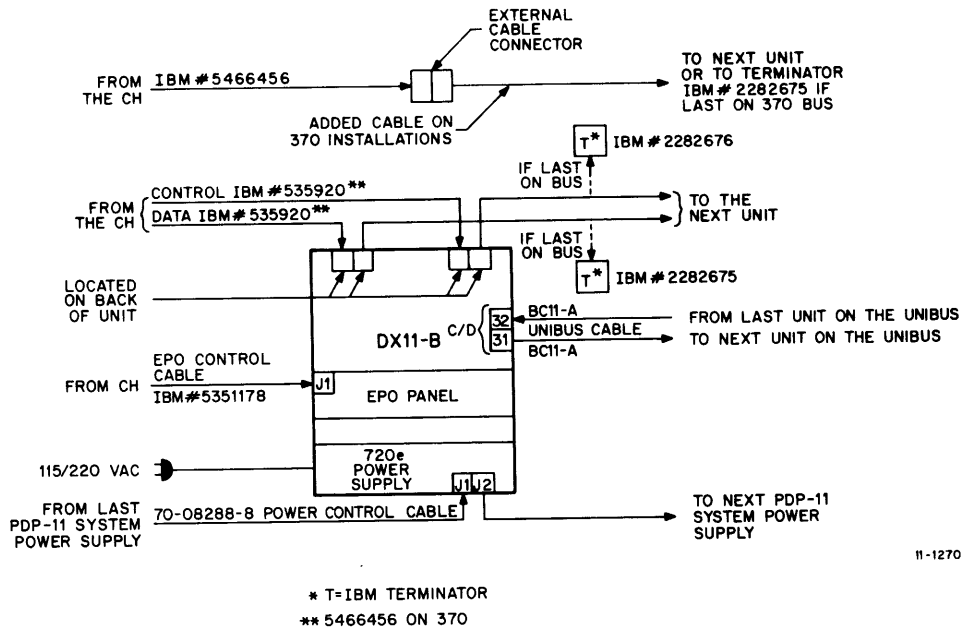 EXTERNAL
CABLE
CONNECTOR
FROM
THE CH
IBM #5466456
TO NEXT UNIT
OR TO TERMINATOR
IBM# 2282675 IF
LAST ON 370 BUS
ADDED CABLE ON
370 INSTALLATIONS
T*
IBM # 2282676
IF LAST
ON BUS
FROM
THE CH
CONTROL IBM #535920**
DATA IBM# 535920**
TO THE
NEXT UNIT
IF LAST
ON BUS
T*
IBM #2282675
LOCATED
ON BACK
OF UNIT
DX11-B
C/D
32
31
BC11-A
UNIBUS CABLE
BC11-A
FROM LAST UNIT ON THE UNIBUS
TO NEXT UNIT ON THE UNIBUS
FROM CH
EPO CONTROL
CABLE
IBM#5351178
J1
EPO PANEL
115/220 VAC
720e
POWER
SUPPLY
J1
J2
FROM LAST
PDP-11 SYSTEM
POWER SUPPLY
70-08288-8 POWER CONTROL CABLE
TO NEXT PDP-11
SYSTEM POWER
SUPPLY
11-1270
* T=IBM TERMINATOR
** 5466456 ON 370